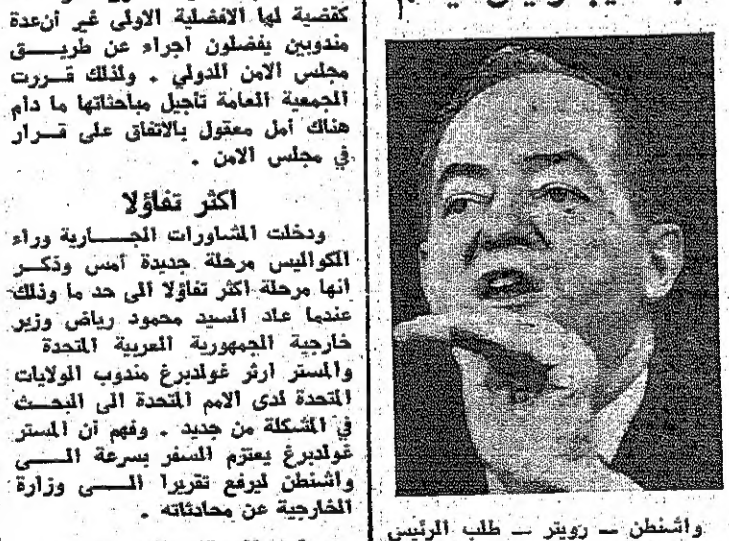 كقضية لها الافضلية الاولى غير أن عدة
مندوبين يفضلون اجراء عن طريق
مجلس الامن الدولي . ولذلك قررت
الجمعية العامة تأجيل مباحثاتها ما دام
هناك أمل معقول بالاتفاق على قرار
في مجلس الامن .
اكثر تفاؤلا
ودخلت المشاورات الجارية وراء
الكواليس مرحلة جديدة أمس وذكر
انها مرحلة اكثر تفاؤلا الى حد ما وذلك
عندما عاد السيد محمود رياض وزير
خارجية الجمهورية العربية المتحدة
والمستر ارثر غولدبرغ مندوب الولايات
المتحدة لدى الامم المتحدة الى البحث
في المشكلة من جديد . وفهم أن المستر
غولدبرغ يعتزم السفر بسرعة الى
واشنطن ليرفع تقريرا الى وزارة
الخارجية عن محادثاته .
واشنطن — رويتر — طلب الرئيس